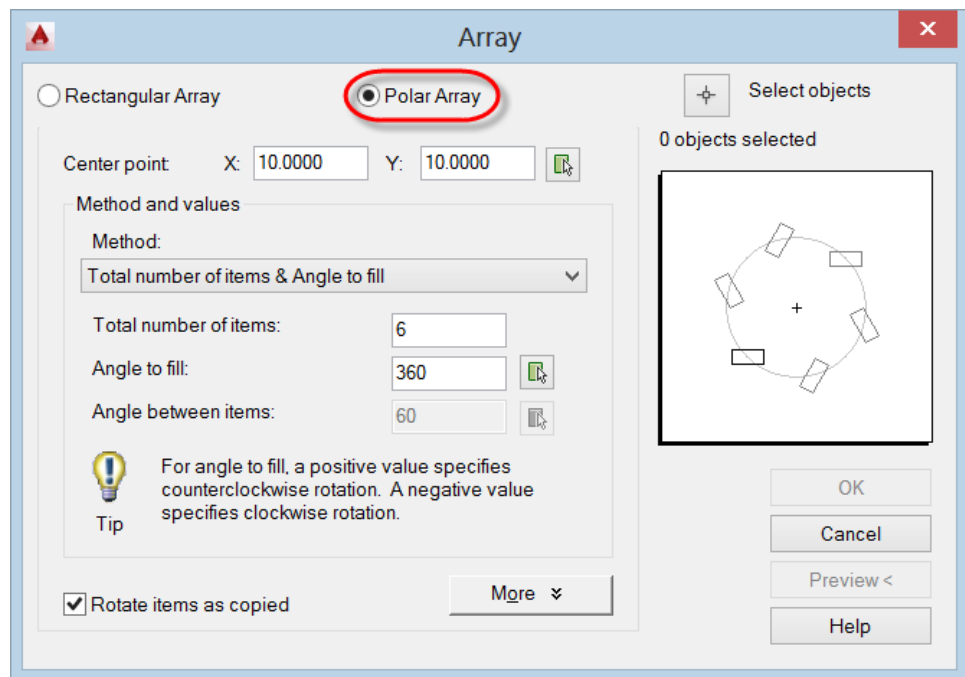 Array
Rectangular Array
Polar Array
Select objects
0 objects selected
Center point: X: 10.0000 Y: 10.0000
Method and values
Method:
Total number of items & Angle to fill
Total number of items: 6
Angle to fill: 360
Angle between items: 60
For angle to fill, a positive value specifies
counterclockwise rotation. A negative value
specifies clockwise rotation.
Tip
Rotate items as copied
More
OK
Cancel
Preview <
Help